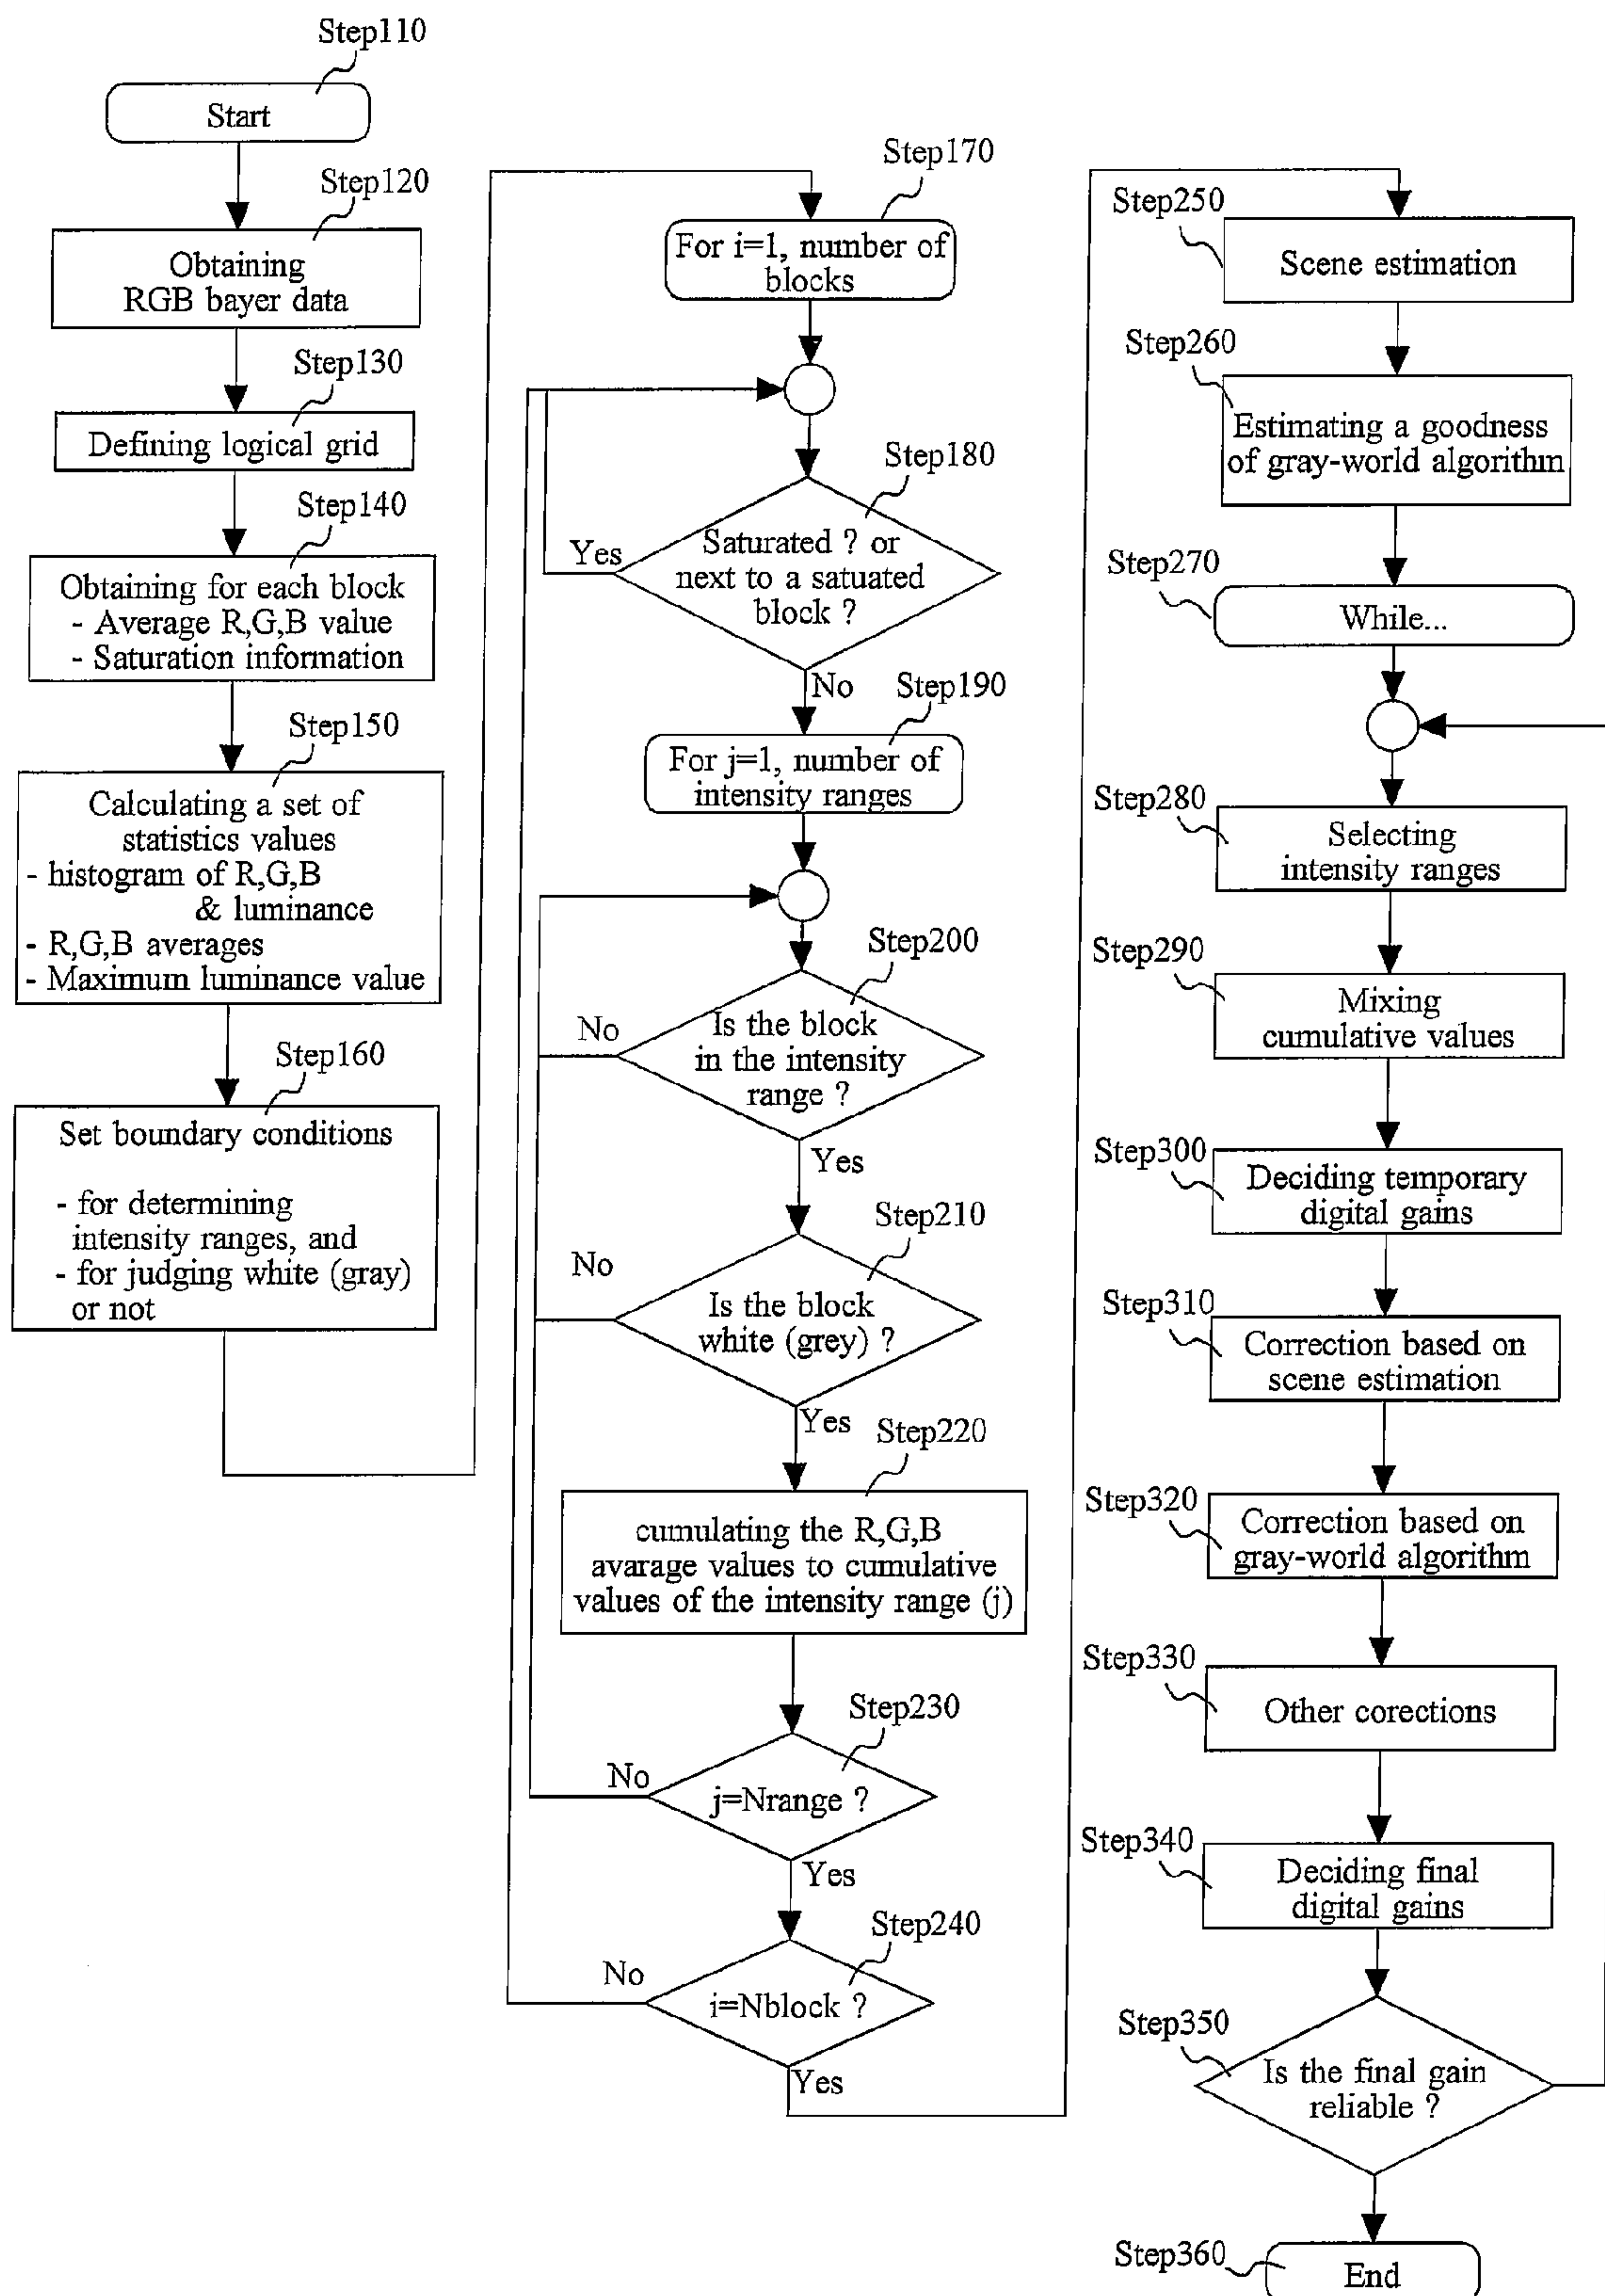 Step110
Start
Step120
Obtaining
RGB bayer data
Step130
Defining logical grid
Step140
Obtaining for each block
- Average R,G,B value
- Saturation information
Step150
Calculating a set of
statistics values
- histogram of R,G,B
& luminance
- R,G,B averages
- Maximum luminance value
Step160
Set boundary conditions
- for determining
intensity ranges, and
- for judging white (gray)
or not
Step170
For i=1, number of
blocks
Step180
Saturated ? or
next to a satuated
block ?
Yes
No
Step190
For j=1, number of
intensity ranges
Step200
Is the block
in the intensity
range ?
No
Yes
Step210
Is the block
white (grey) ?
No
Yes
Step220
cumulating the R,G,B
avarage values to cumulative
values of the intensity range (j)
Step230
j=Nrange ?
No
Yes
Step240
i=Nblock ?
No
Yes
Step250
Scene estimation
Step260
Estimating a goodness
of gray-world algorithm
Step270
While...
Step280
Selecting
intensity ranges
Step290
Mixing
cumulative values
Step300
Deciding temporary
digital gains
Step310
Correction based on
scene estimation
Step320
Correction based on
gray-world algorithm
Step330
Other corections
Step340
Deciding final
digital gains
Step350
Is the final gain
reliable ?
Step360
End